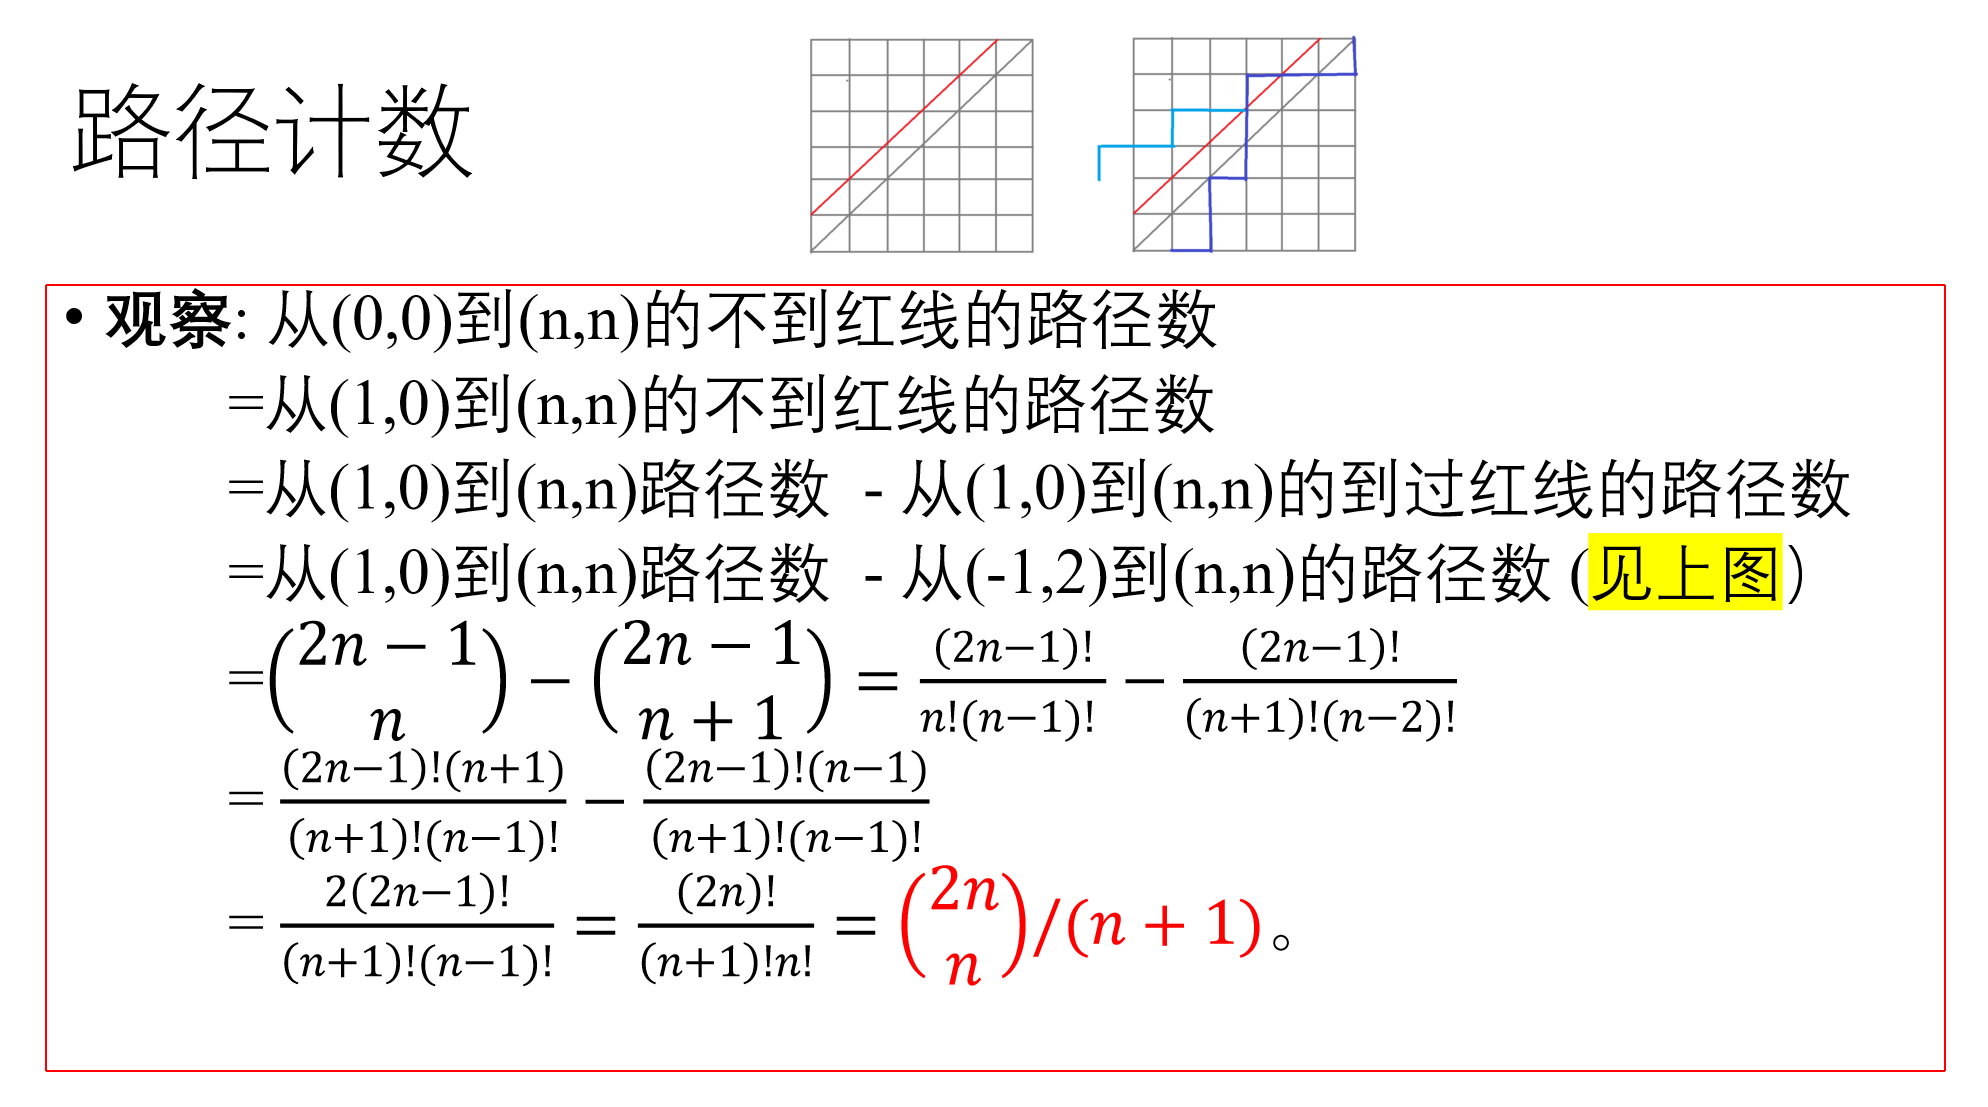 路径计数
• 观察: 从(0,0)到(n,n)的不到红线的路径数
=从(1,0)到(n,n)的不到红线的路径数
=从(1,0)到(n,n)路径数 - 从(1,0)到(n,n)的到过红线的路径数
=从(1,0)到(n,n)路径数 - 从(-1,2)到(n,n)的路径数 (见上图）
=\binom{2n-1}{n} - \binom{2n-1}{n+1} = \frac{(2n-1)!}{n!(n-1)!} - \frac{(2n-1)!}{(n+1)!(n-2)!}
= \frac{(2n-1)!(n+1)}{(n+1)!(n-1)!} - \frac{(2n-1)!(n-1)}{(n+1)!(n-1)!}
= \frac{2(2n-1)!}{(n+1)!(n-1)!} = \frac{(2n)!}{(n+1)!n!} = \binom{2n}{n}/(n+1)。